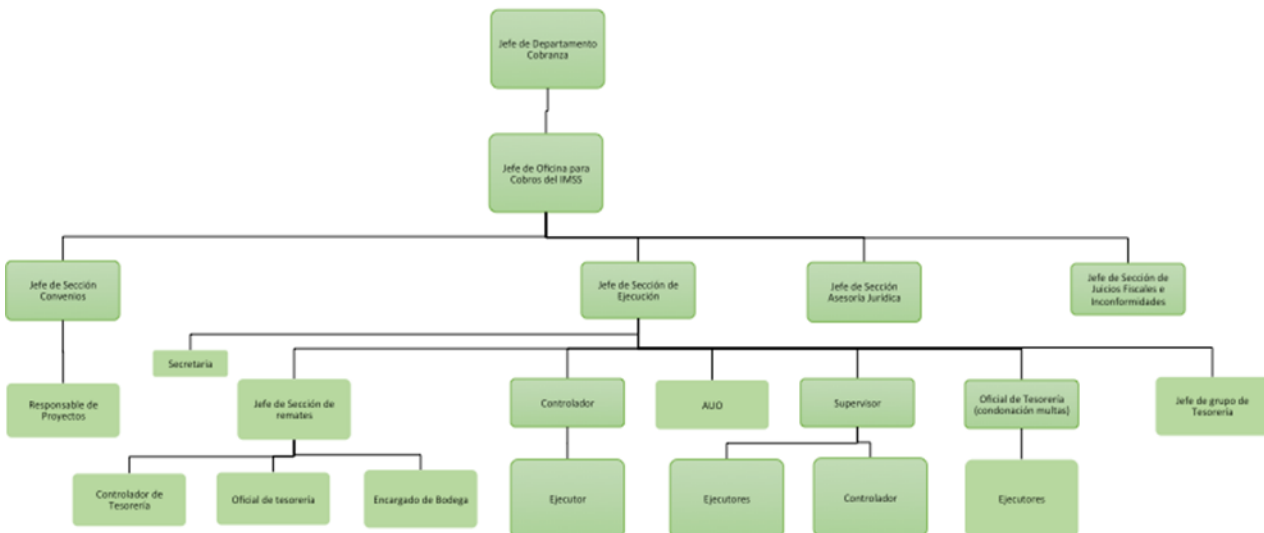 Jefe de Departamento
Cobranza
Jefe de Oficina para
Cobros del IMSS
Jefe de Sección
Convenios
Jefe de Sección de
Ejecución
Jefe de Sección
Asesoría Jurídica
Jefe de Sección de
Juicios Fiscales e
Inconformidades
Secretaria
Responsable de
Proyectos
Jefe de Sección de
remates
Controlador
AUO
Supervisor
Oficial de Tesorería
(condonación multas)
Jefe de grupo de
Tesorería
Controlador de
Tesorería
Oficial de tesorería
Encargado de Bodega
Ejecutor
Ejecutores
Controlador
Ejecutores